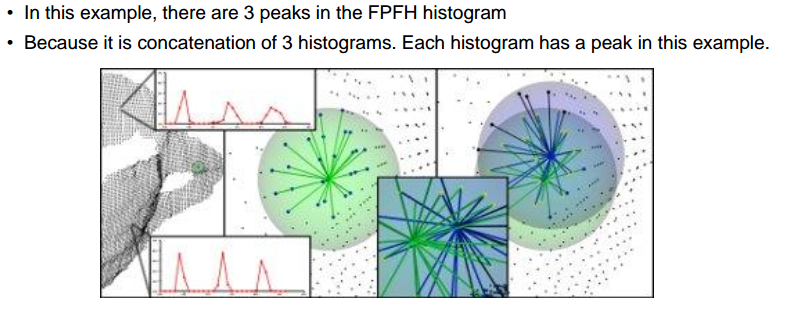 • In this example, there are 3 peaks in the FPFH histogram
• Because it is concatenation of 3 histograms. Each histogram has a peak in this example.